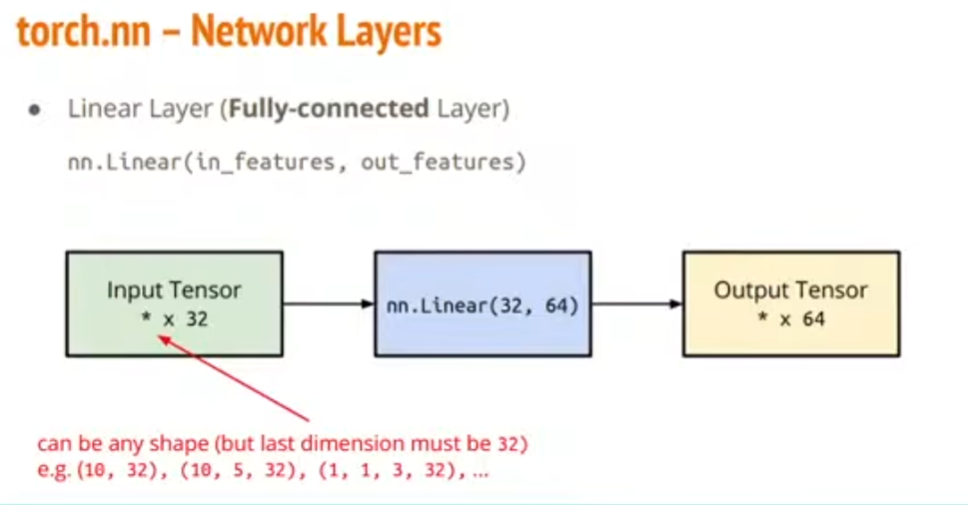 torch.nn – Network Layers
● Linear Layer (Fully-connected Layer)
nn.Linear(in_features, out_features)
Input Tensor
* x 32
nn.Linear(32, 64)
Output Tensor
* x 64
can be any shape (but last dimension must be 32)
e.g. (10, 32), (10, 5, 32), (1, 1, 3, 32), ...